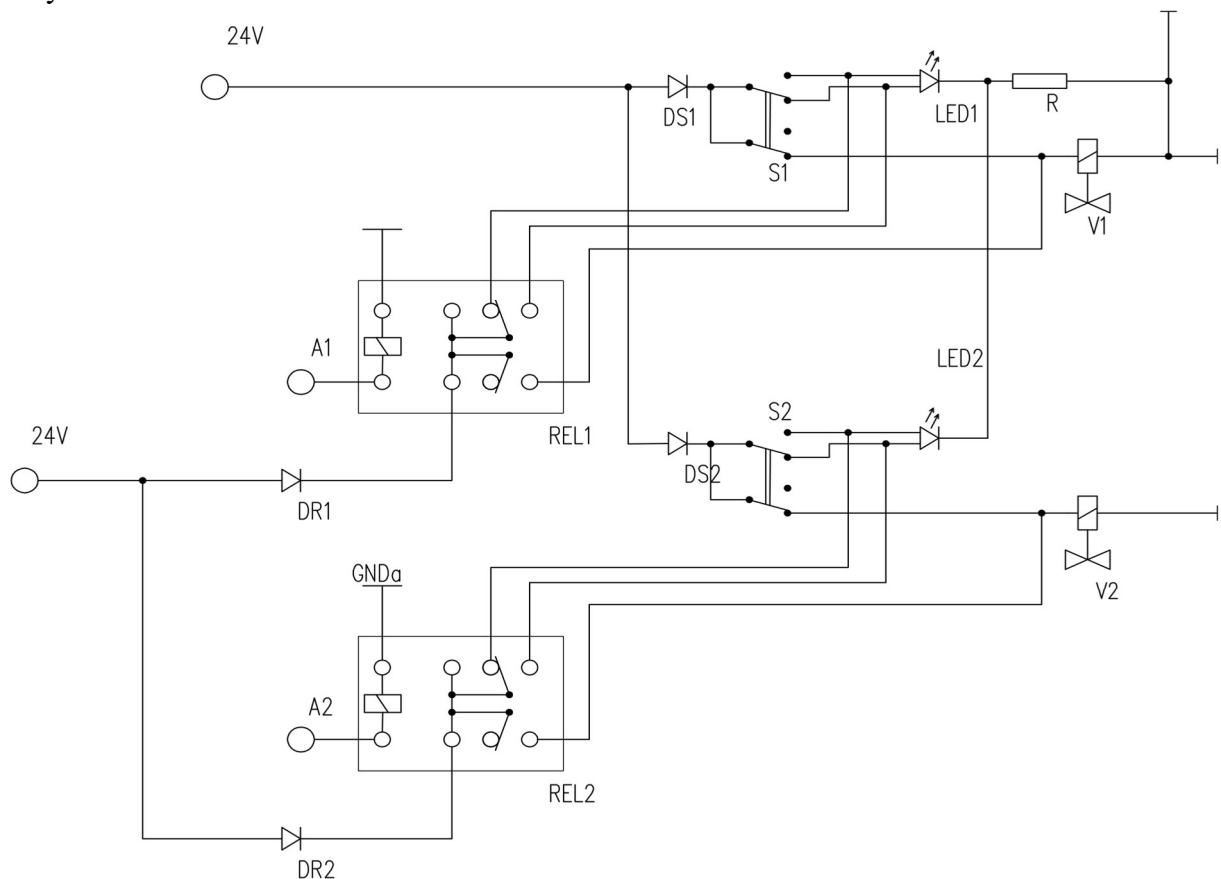 24V
DS1
S1
LED1
R
V1
A1
REL1
LED2
24V
DR1
S2
DS2
GNDa
V2
A2
REL2
DR2